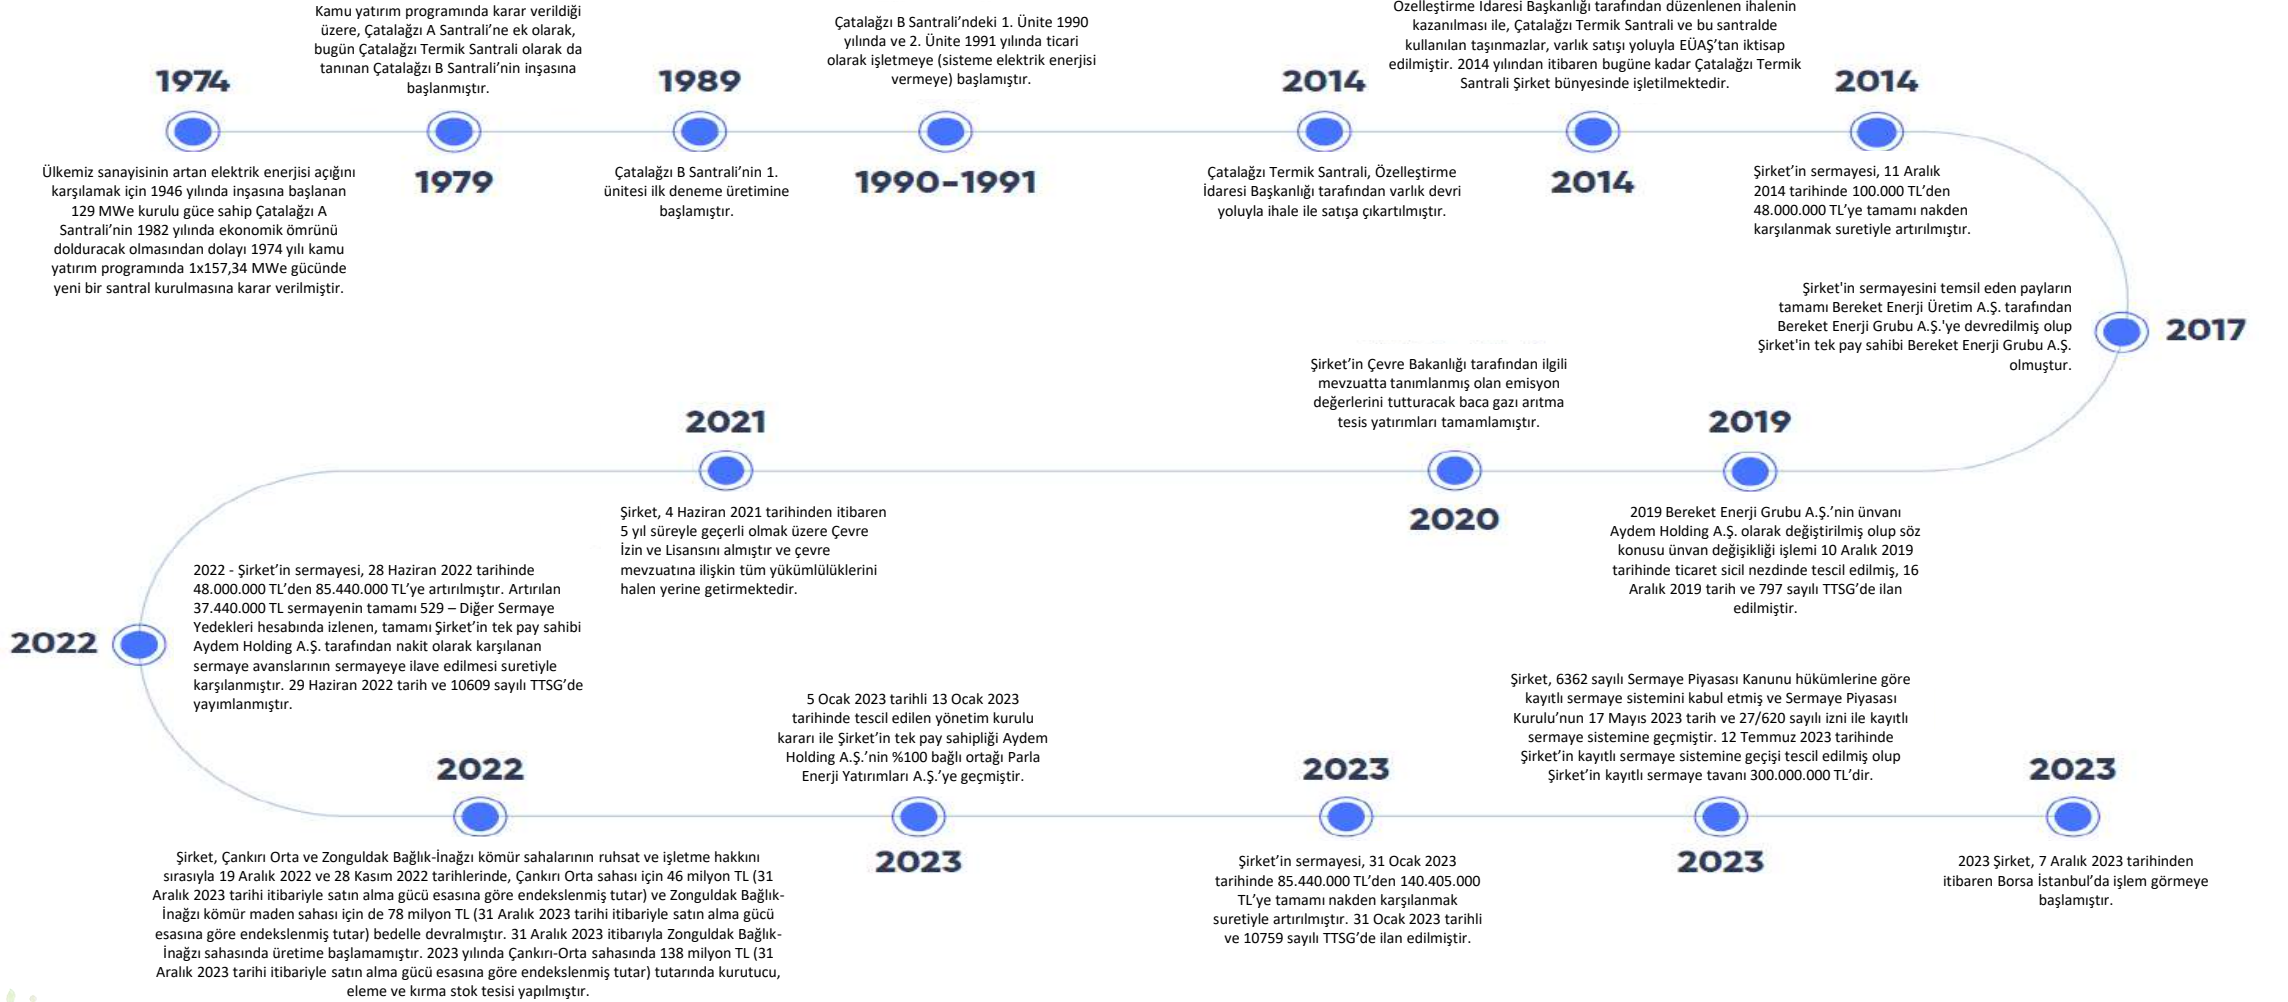 1974
Ülkemiz sanayisinin artan elektrik enerjisi açığını
karşılamak için 1946 yılında inşasına başlanan
129 MWe kurulu güce sahip Çatalağzı A
Santrali’nin 1982 yılında ekonomik ömrünü
dolduracak olmasından dolayı 1974 yılı kamu
yatırım programında 1x157,34 MWe gücünde
yeni bir santral kurulmasına karar verilmiştir.
Kamu yatırım programında karar verildiği
üzere, Çatalağzı A Santrali’ne ek olarak,
bugün Çatalağzı Termik Santrali olarak da
tanınan Çatalağzı B Santrali’nin inşasına
başlanmıştır.
1979
1989
Çatalağzı B Santrali’nin 1.
ünitesi ilk deneme üretimine
başlamıştır.
Çatalağzı B Santrali’ndeki 1. Ünite 1990
yılında ve 2. Ünite 1991 yılında ticari
olarak işletmeye (sisteme elektrik enerjisi
vermeye) başlamıştır.
1990-1991
2014
Çatalağzı Termik Santrali, Özelleştirme
İdaresi Başkanlığı tarafından varlık devri
yoluyla ihale ile satışa çıkartılmıştır.
Özelleştirme İdaresi Başkanlığı tarafından düzenlenen ihalenin
kazanılması ile, Çatalağzı Termik Santrali ve bu santralde
kullanılan taşınmazlar, varlık satışı yoluyla EÜAŞ’tan iktisap
edilmiştir. 2014 yılından itibaren bugüne kadar Çatalağzı Termik
Santrali Şirket bünyesinde işletilmektedir.
2014
2014
Şirket’in sermayesi, 11 Aralık
2014 tarihinde 100.000 TL’den
48.000.000 TL’ye tamamı nakden
karşılanmak suretiyle artırılmıştır.
Şirket'in sermayesini temsil eden payların
tamamı Bereket Enerji Üretim A.Ş. tarafından
Bereket Enerji Grubu A.Ş.'ye devredilmiş olup
Şirket'in tek pay sahibi Bereket Enerji Grubu A.Ş.
olmuştur.
2017
2019
2019 Bereket Enerji Grubu A.Ş.’nin ünvanı
Aydem Holding A.Ş. olarak değiştirilmiş olup söz
konusu ünvan değişikliği işlemi 10 Aralık 2019
tarihinde ticaret sicil nezdinde tescil edilmiş, 16
Aralık 2019 tarih ve 797 sayılı TTSG’de ilan
edilmiştir.
Şirket’in Çevre Bakanlığı tarafından ilgili
mevzuatta tanımlanmış olan emisyon
değerlerini tutturacak baca gazı arıtma
tesis yatırımları tamamlamıştır.
2020
2021
Şirket, 4 Haziran 2021 tarihinden itibaren
5 yıl süreyle geçerli olmak üzere Çevre
İzin ve Lisansını almıştır ve çevre
mevzuatına ilişkin tüm yükümlülüklerini
halen yerine getirmektedir.
2022
2022 - Şirket’in sermayesi, 28 Haziran 2022 tarihinde
48.000.000 TL’den 85.440.000 TL’ye artırılmıştır. Artırılan
37.440.000 TL sermayenin tamamı 529 – Diğer Sermaye
Yedekleri hesabında izlenen, tamamı Şirket’in tek pay sahibi
Aydem Holding A.Ş. tarafından nakit olarak karşılanan
sermaye avanslarının sermayeye ilave edilmesi suretiyle
karşılanmıştır. 29 Haziran 2022 tarih ve 10609 sayılı TTSG’de
yayımlanmıştır.
2022
Şirket, Çankırı Orta ve Zonguldak Bağlık-İnağzı kömür sahalarının ruhsat ve işletme hakkını
sırasıyla 19 Aralık 2022 ve 28 Kasım 2022 tarihlerinde, Çankırı Orta sahası için 46 milyon TL (31
Aralık 2023 tarihi itibariyle satın alma gücü esasına göre endekslenmiş tutar) ve Zonguldak Bağlık-
İnağzı kömür maden sahası için de 78 milyon TL (31 Aralık 2023 tarihi itibariyle satın alma gücü
esasına göre endekslenmiş tutar) bedelle devralmıştır. 31 Aralık 2023 itibarıyla Zonguldak Bağlık-
İnağzı sahasında üretime başlamamıştır. 2023 yılında Çankırı-Orta sahasında 138 milyon TL (31
Aralık 2023 tarihi itibariyle satın alma gücü esasına göre endekslenmiş tutar) tutarında kurutucu,
eleme ve kırma stok tesisi yapılmıştır.
5 Ocak 2023 tarihli 13 Ocak 2023
tarihinde tescil edilen yönetim kurulu
kararı ile Şirket’in tek pay sahipliği Aydem
Holding A.Ş.’nin %100 bağlı ortağı Parla
Enerji Yatırımları A.Ş.’ye geçmiştir.
2023
2023
Şirket’in sermayesi, 31 Ocak 2023
tarihinde 85.440.000 TL’den 140.405.000
TL’ye tamamı nakden karşılanmak
suretiyle artırılmıştır. 31 Ocak 2023 tarihli
ve 10759 sayılı TTSG’de ilan edilmiştir.
Şirket, 6362 sayılı Sermaye Piyasası Kanunu hükümlerine göre
kayıtlı sermaye sistemini kabul etmiş ve Sermaye Piyasası
Kurulu’nun 17 Mayıs 2023 tarih ve 27/620 sayılı izni ile kayıtlı
sermaye sistemine geçmiştir. 12 Temmuz 2023 tarihinde
Şirket’in kayıtlı sermaye sistemine geçişi tescil edilmiş olup
Şirket’in kayıtlı sermaye tavanı 300.000.000 TL’dir.
2023
2023
2023 Şirket, 7 Aralık 2023 tarihinden
itibaren Borsa İstanbul’da işlem görmeye
başlamıştır.